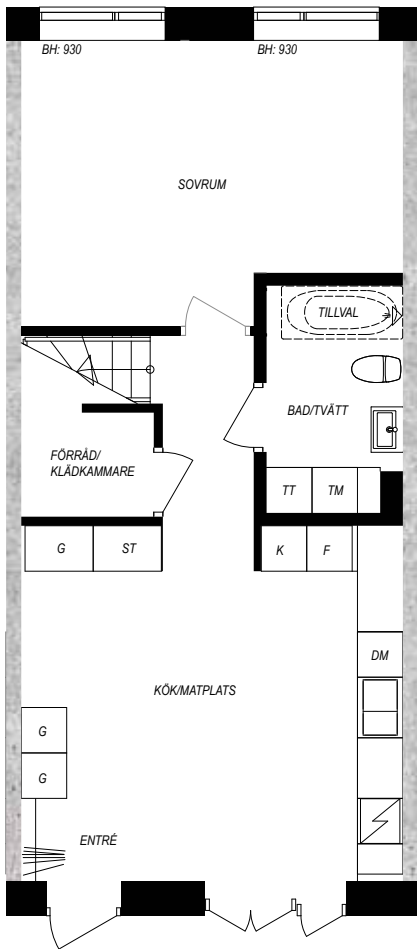 BH: 930
BH: 930
SOVRUM
TILLVAL
BAD/TVÄTT
FÖRRÅD/
KLÄDKAMMARE
TT
TM
G
ST
K
F
DM
KÖK/MATPLATS
G
G
ENTRÉ